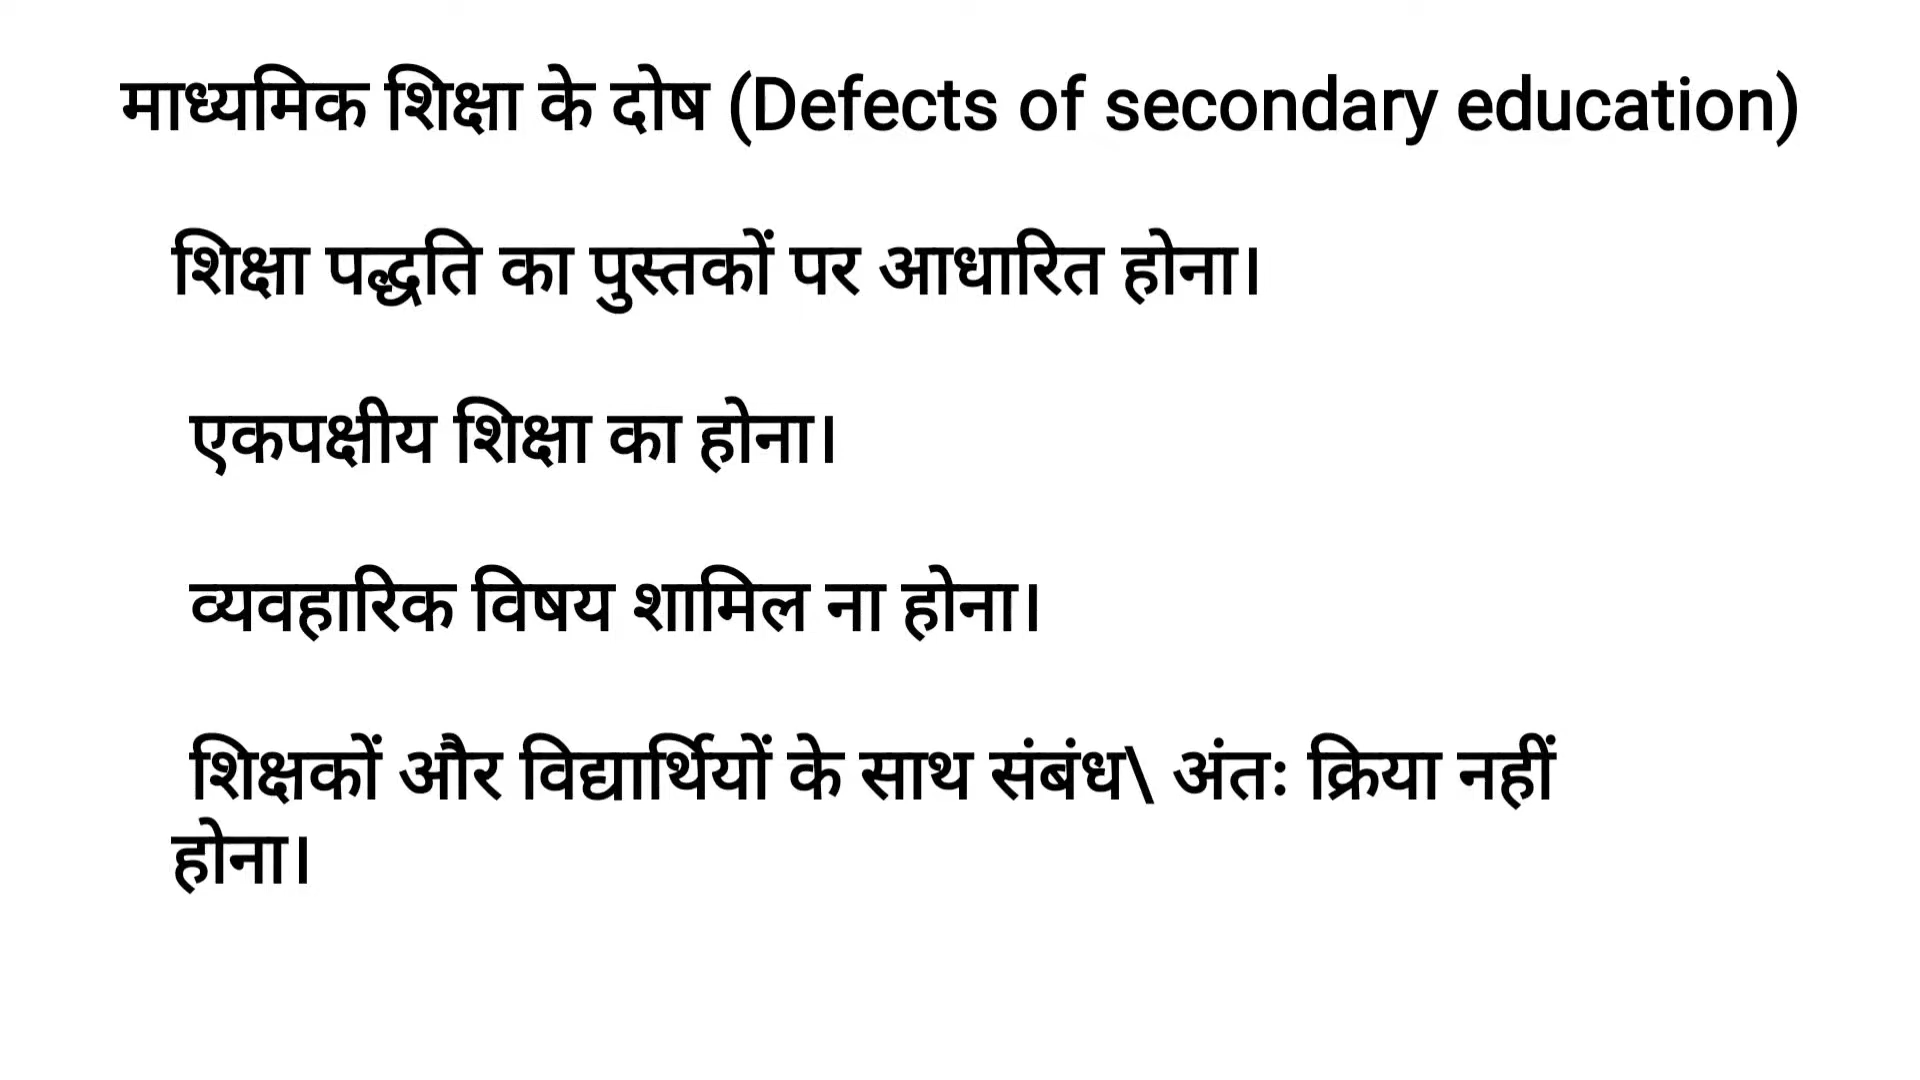 माध्यमिक शिक्षा के दोष (Defects of secondary education)
शिक्षा पद्धति का पुस्तकों पर आधारित होना।
एकपक्षीय शिक्षा का होना।
व्यवहारिक विषय शामिल ना होना।
शिक्षकों और विद्यार्थियों के साथ संबंध\ अंतः क्रिया नहीं
होना।